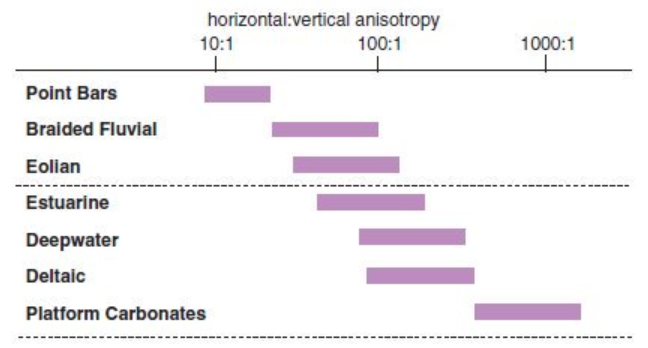 horizontal:vertical anisotropy
10:1 100:1 1000:1
Point Bars
Braided Fluvial
Eolian
Estuarine
Deepwater
Deltaic
Platform Carbonates